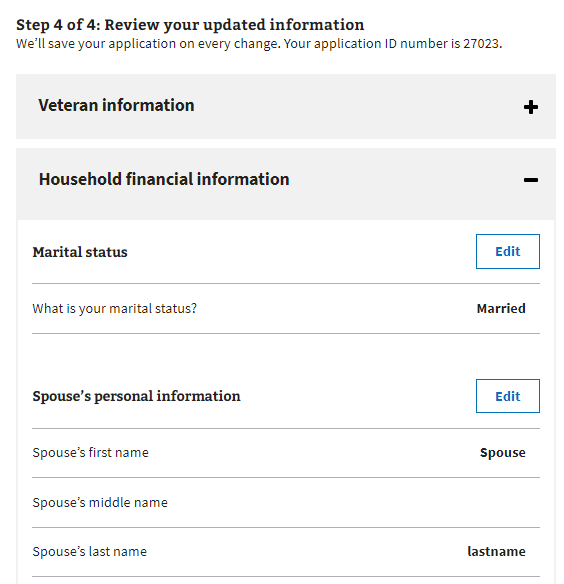 Step 4 of 4: Review your updated information
We’ll save your application on every change. Your application ID number is 27023.
Veteran information
Household financial information
Marital status
Edit
What is your marital status?
Married
Spouse’s personal information
Edit
Spouse’s first name
Spouse
Spouse’s middle name
Spouse’s last name
lastname